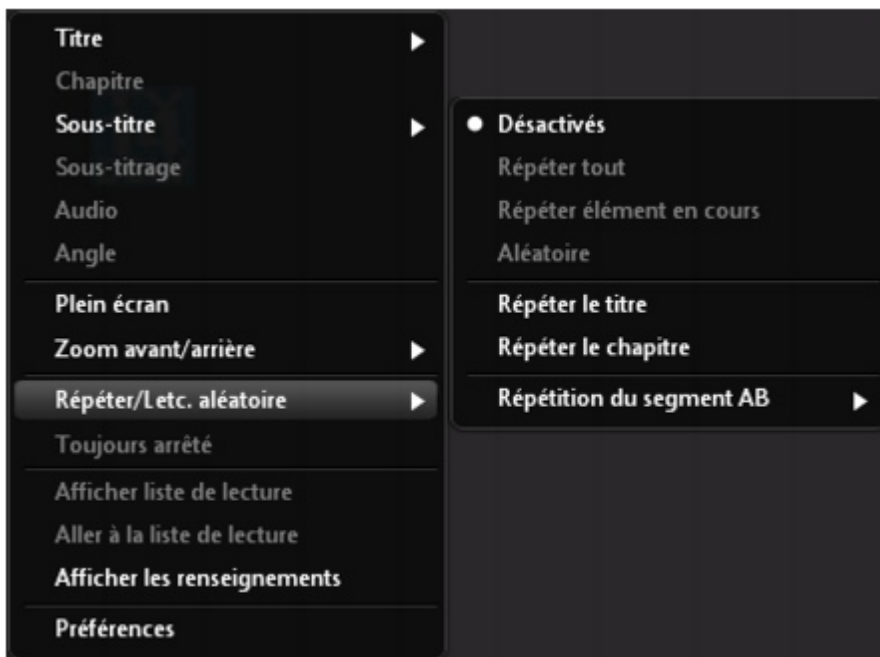 Titre
Chapitre
Sous-titre
Sous-titrage
Audio
Angle
Plein écran
Zoom avant/arrière
Répéter/Letc. aléatoire
Toujours arrêté
Afficher liste de lecture
Aller à la liste de lecture
Afficher les renseignements
Préférences
Désactivés
Répéter tout
Répéter élément en cours
Aléatoire
Répéter le titre
Répéter le chapitre
Répétition du segment AB